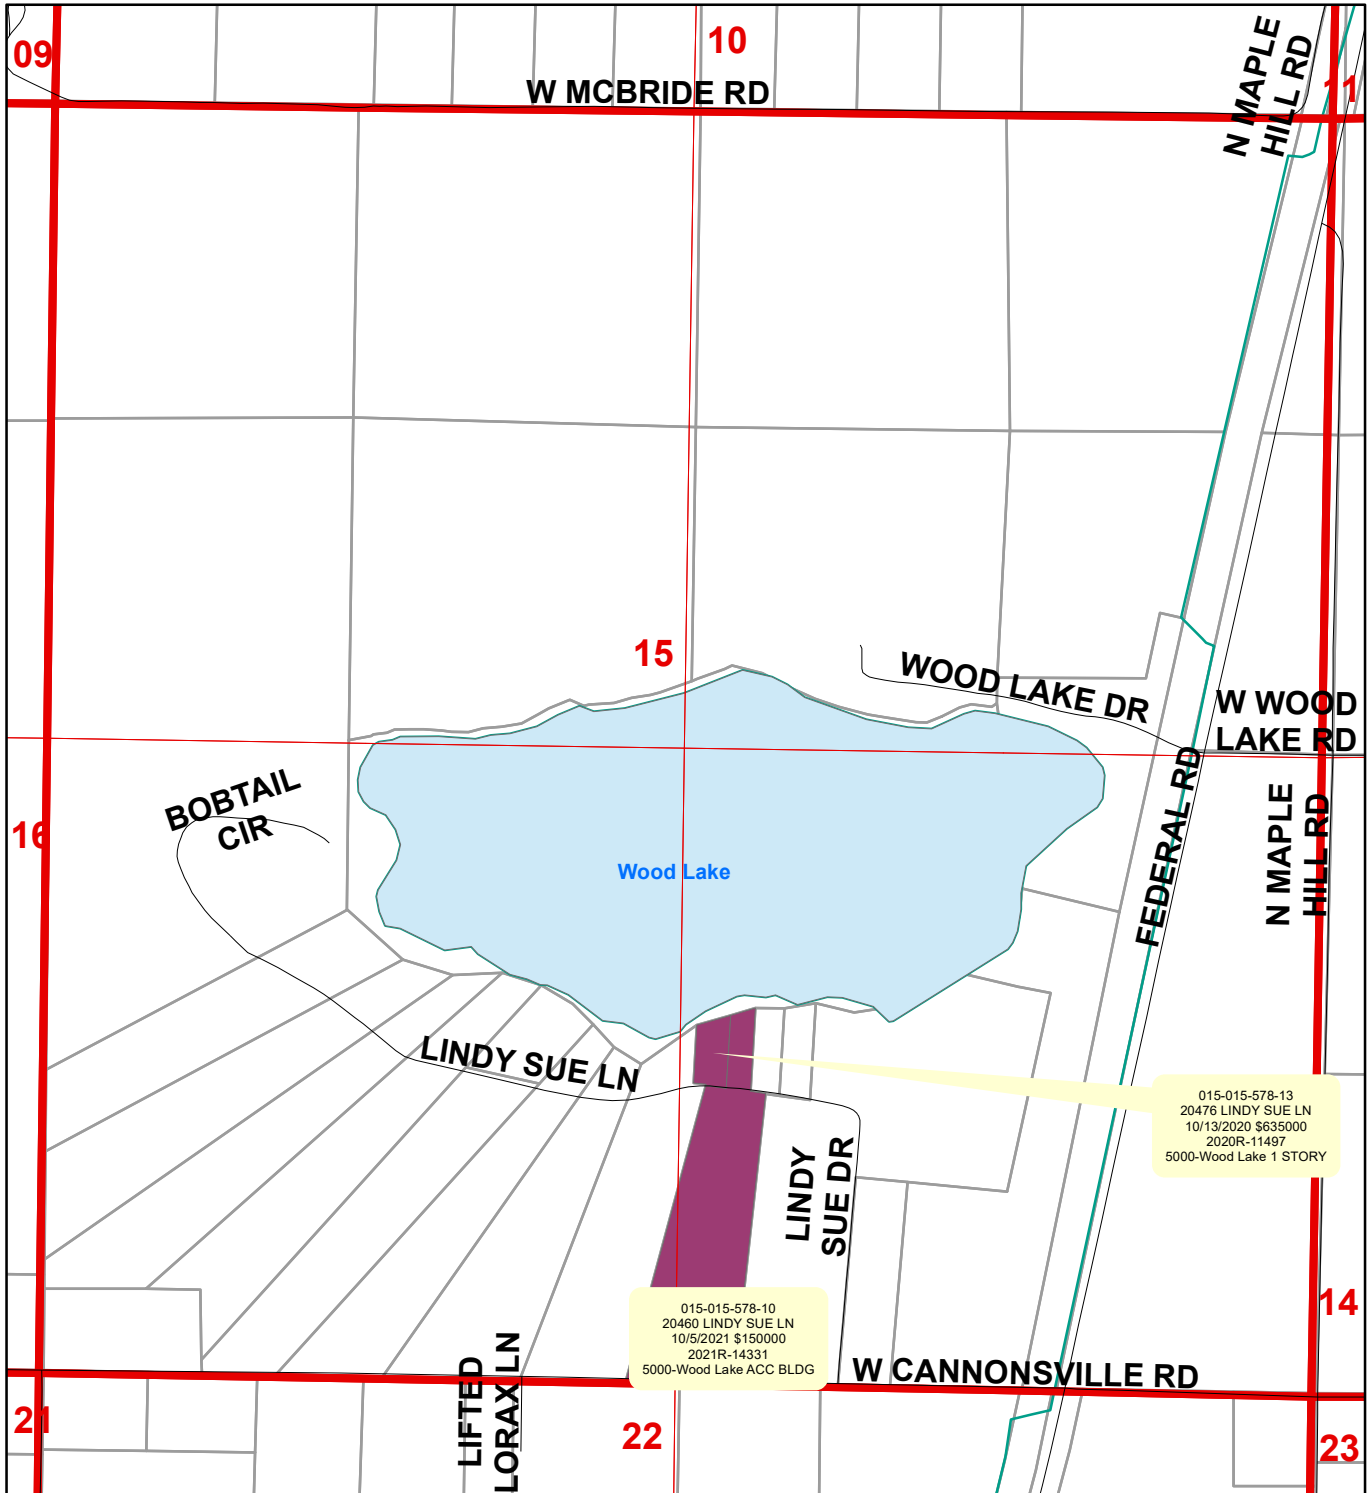 09
10
11
W MCBRIDE RD
N MAPLE
HILL RD
15
WOOD LAKE DR
W WOOD
LAKE RD
BOBTAIL
CIR
16
Wood Lake
FEDERAL RD
N MAPLE
HILL RD
LINDY SUE LN
015-015-578-13
20476 LINDY SUE LN
10/13/2020 $635000
2020R-11497
5000-Wood Lake 1 STORY
LINDY
SUE DR
015-015-578-10
20460 LINDY SUE LN
10/5/2021 $150000
2021R-14331
5000-Wood Lake ACC BLDG
14
W CANNONSVILLE RD
LIFTED
LORAX LN
21
22
23